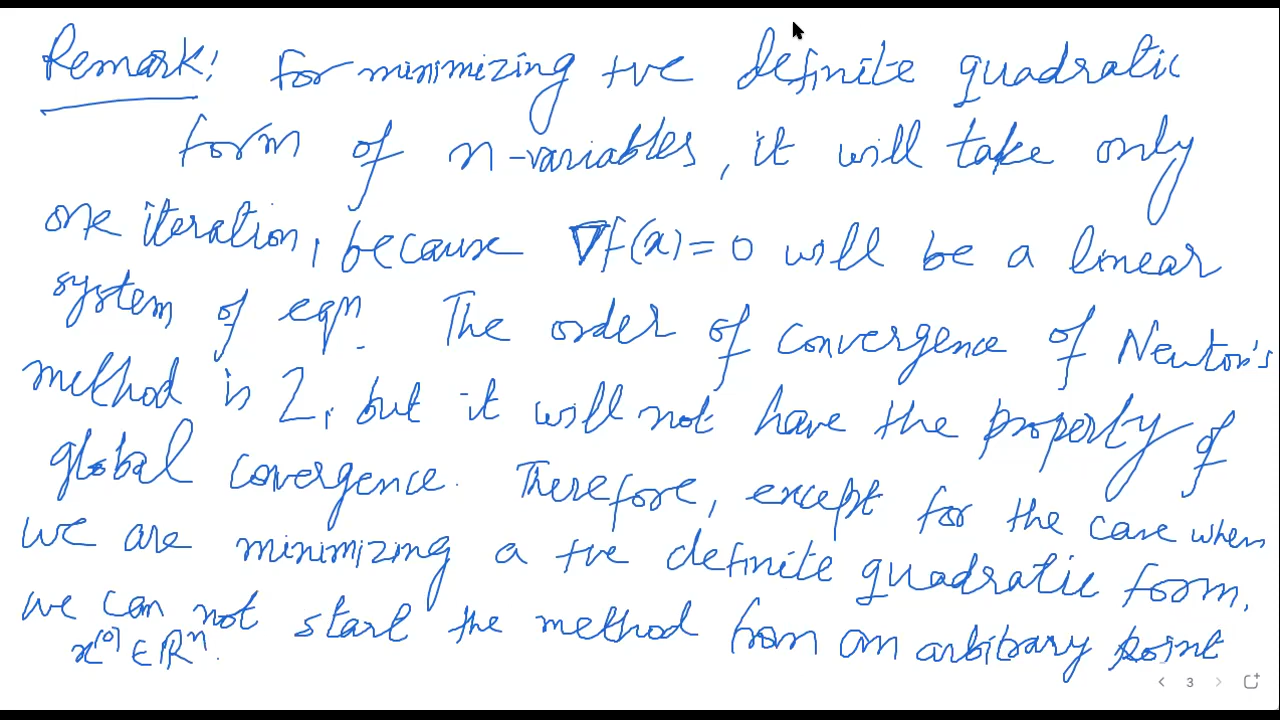 Remark: For minimizing +ve definite quadratic
form of n-variables, it will take only
one iteration, because ∇f(x)=0 will be a linear
system of eqn. The order of convergence of Newton's
method is 2, but it will not have the property of
global convergence. Therefore, except for the case when
we are minimizing a +ve definite quadratic form,
we can not start the method from an arbitrary point
x^(0) ∈ ℝ^n.
3